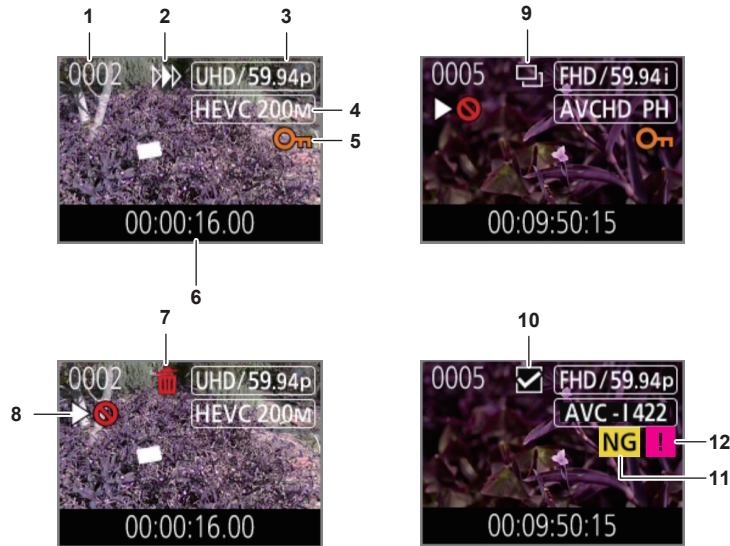 1 2 3
0002 UHD/59.94p
HEVC 200M 4
5
00:00:16.00
6
9
0005 FHD/59.94i
AVCHD PH
00:09:50:15
7
0002 UHD/59.94p
HEVC 200M
8
00:00:16.00
10
0005 FHD/59.94p
AVC-I 422
NG ! 12
11
00:09:50:15